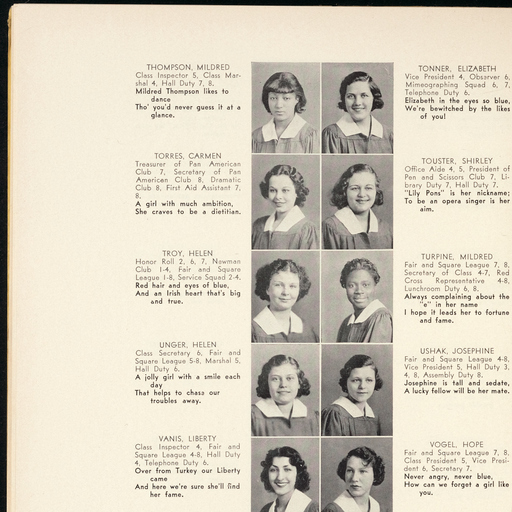 THOMPSON, MILDRED
Class Inspector 5, Class Mar-
shal 4, Hall Duty 7, 8.
Mildred Thompson likes to
dance
Tho' you'd never guess it at a
glance.
TORRES, CARMEN
Treasurer of Pan American
Club 7, Secretary of Pan
American Club 8, Dramatic
Club 8, First Aid Assistant 7,
8.
A girl with much ambition,
She craves to be a dietitian.
TROY, HELEN
Honor Roll 2, 6, 7, Newman
Club 1-4, Fair and Square
League 1-8, Service Squad 2-4.
Red hair and eyes of blue,
And an Irish heart that's big
and true.
UNGER, HELEN
Class Secretary 6, Fair and
Square League 5-8, Marshal 5,
Hall Duty 6.
A jolly girl with a smile each
day
That helps to chase our
troubles away.
VANIS, LIBERTY
Class Inspector 4, Fair and
Square League 4-8, Hall Duty
4, Telephone Duty 6.
Over from Turkey our Liberty
came
And here we're sure she'll find
her fame.
TONNER, ELIZABETH
Vice President 4, Observer 6,
Mimeographing Squad 6, 7,
Telephone Duty 6.
Elizabeth in the eyes so blue,
We're bewitched by the likes
of you!
TOUSTER, SHIRLEY
Office Aide 4, 5, President of
Pen and Scissors Club 7, Li-
brary Duty 7, Hall Duty 7.
"Lily Pons" is her nickname;
To be an opera singer is her
aim.
TURPINE, MILDRED
Fair and Square League 7, 8,
Secretary of Class 4-7, Red
Cross Representative 4-8,
Lunchroom Duty 6, 8.
Always complaining about the
"e" in her name
I hope it leads her to fortune
and fame.
USHAK, JOSEPHINE
Fair and Square League 4-8,
Vice President 5, Hall Duty 3,
4, 8, Assembly Duty 8.
Josephine is tall and sedate,
A lucky fellow will be her mate.
VOGEL, HOPE
Fair and Square League 7, 8,
Class President 5, Vice Presi-
dent 6, Secretary 7.
Never angry, never blue,
How can we forget a girl like
you.